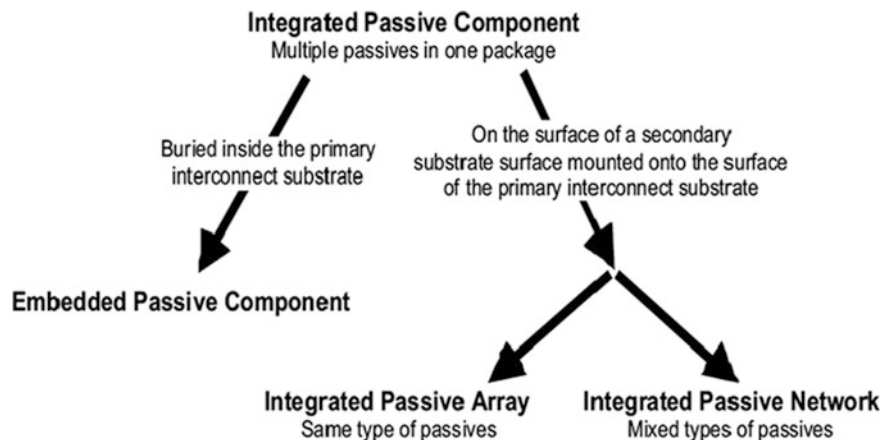 Integrated Passive Component
Multiple passives in one package
Buried inside the primary
interconnect substrate
On the surface of a secondary
substrate surface mounted onto the surface
of the primary interconnect substrate
Embedded Passive Component
Integrated Passive Array
Same type of passives
Integrated Passive Network
Mixed types of passives